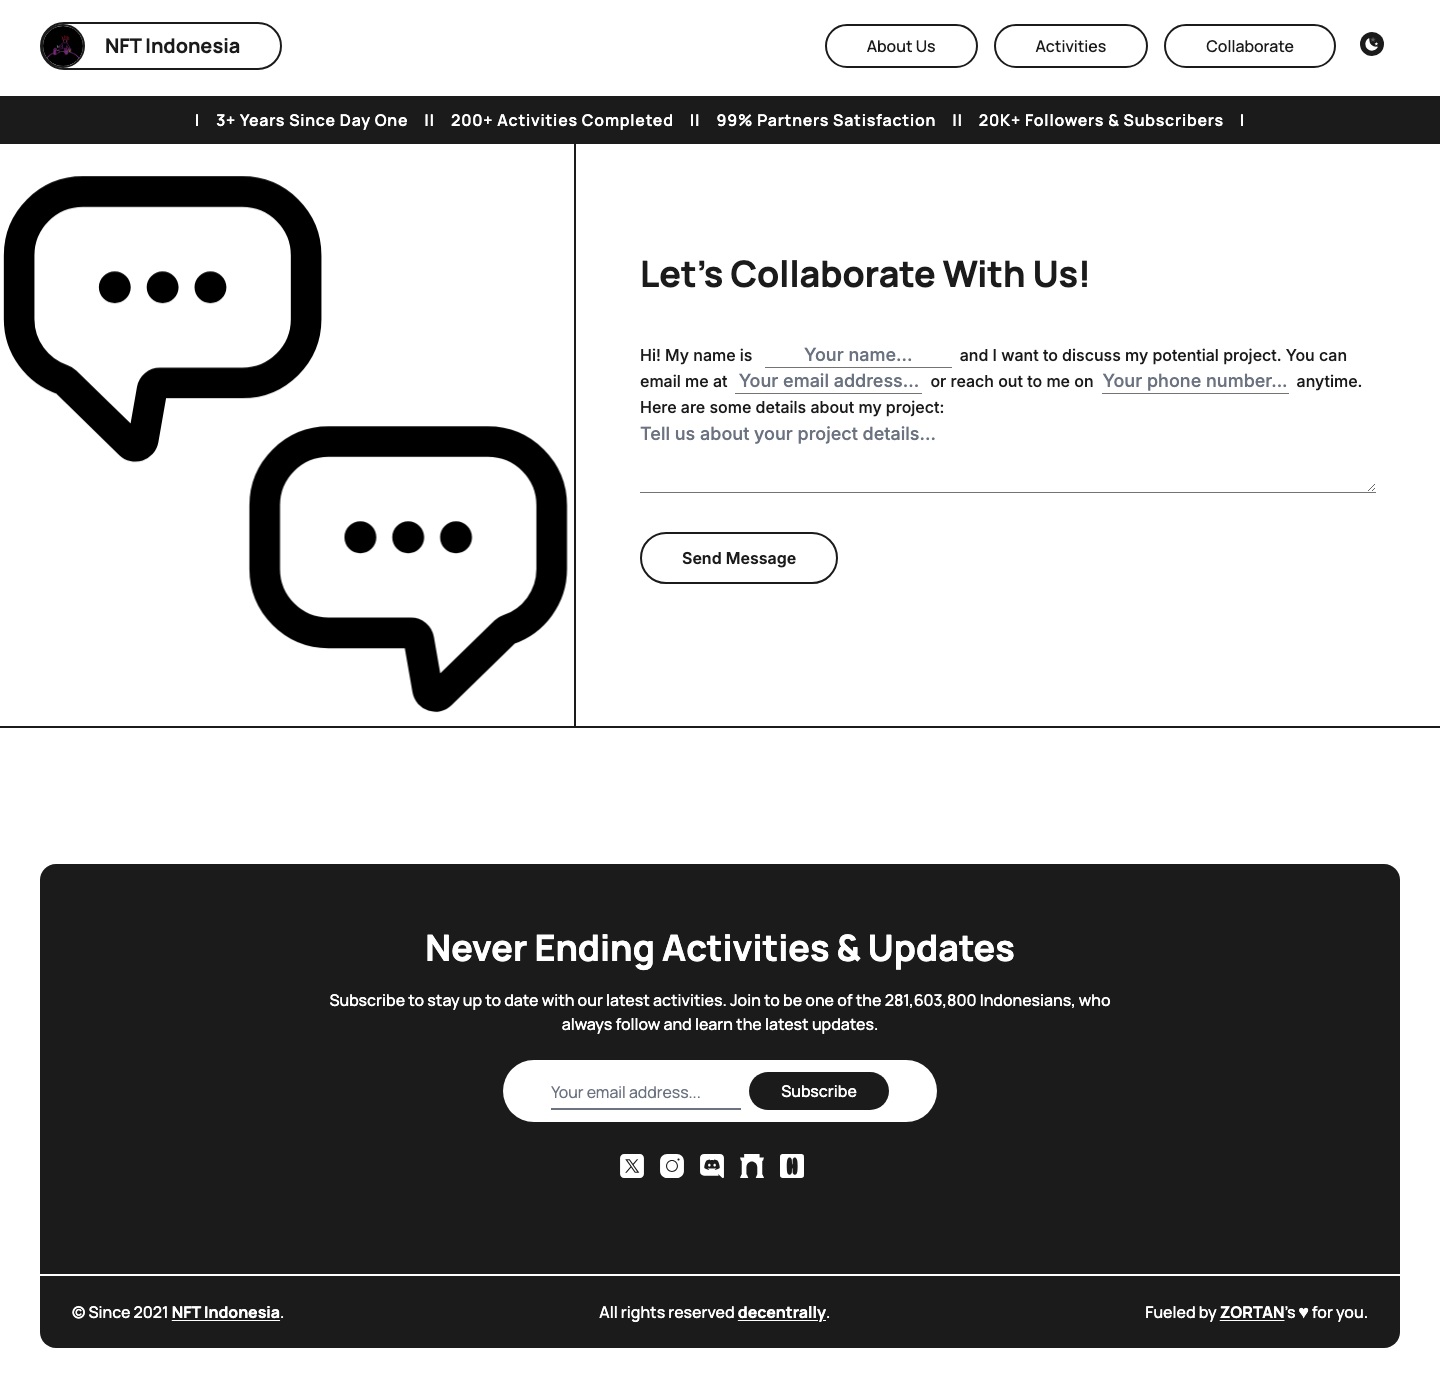 NFT Indonesia
About Us
Activities
Collaborate
| 3+ Years Since Day One || 200+ Activities Completed || 99% Partners Satisfaction || 20K+ Followers & Subscribers |
Let's Collaborate With Us!
Hi! My name is Your name... and I want to discuss my potential project. You can
email me at Your email address... or reach out to me on Your phone number... anytime.
Here are some details about my project:
Tell us about your project details...
Send Message
Never Ending Activities & Updates
Subscribe to stay up to date with our latest activities. Join to be one of the 281,603,800 Indonesians, who
always follow and learn the latest updates.
Your email address...
Subscribe
© Since 2021 NFT Indonesia.
All rights reserved decentrally.
Fueled by ZORTAN's ♥ for you.